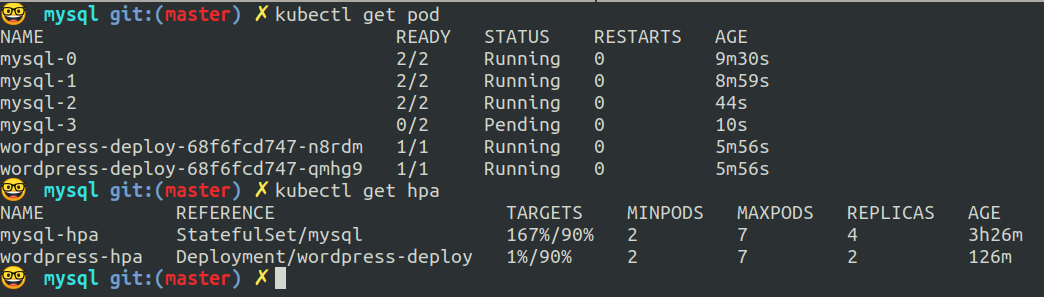 🤓 mysql git:(master) ✗ kubectl get pod
NAME READY STATUS RESTARTS AGE
mysql-0 2/2 Running 0 9m30s
mysql-1 2/2 Running 0 8m59s
mysql-2 2/2 Running 0 44s
mysql-3 0/2 Pending 0 10s
wordpress-deploy-68f6fcd747-n8rdm 1/1 Running 0 5m56s
wordpress-deploy-68f6fcd747-qmhg9 1/1 Running 0 5m56s
🤓 mysql git:(master) ✗ kubectl get hpa
NAME REFERENCE TARGETS MINPODS MAXPODS REPLICAS AGE
mysql-hpa StatefulSet/mysql 167%/90% 2 7 4 3h26m
wordpress-hpa Deployment/wordpress-deploy 1%/90% 2 7 2 126m
🤓 mysql git:(master) ✗